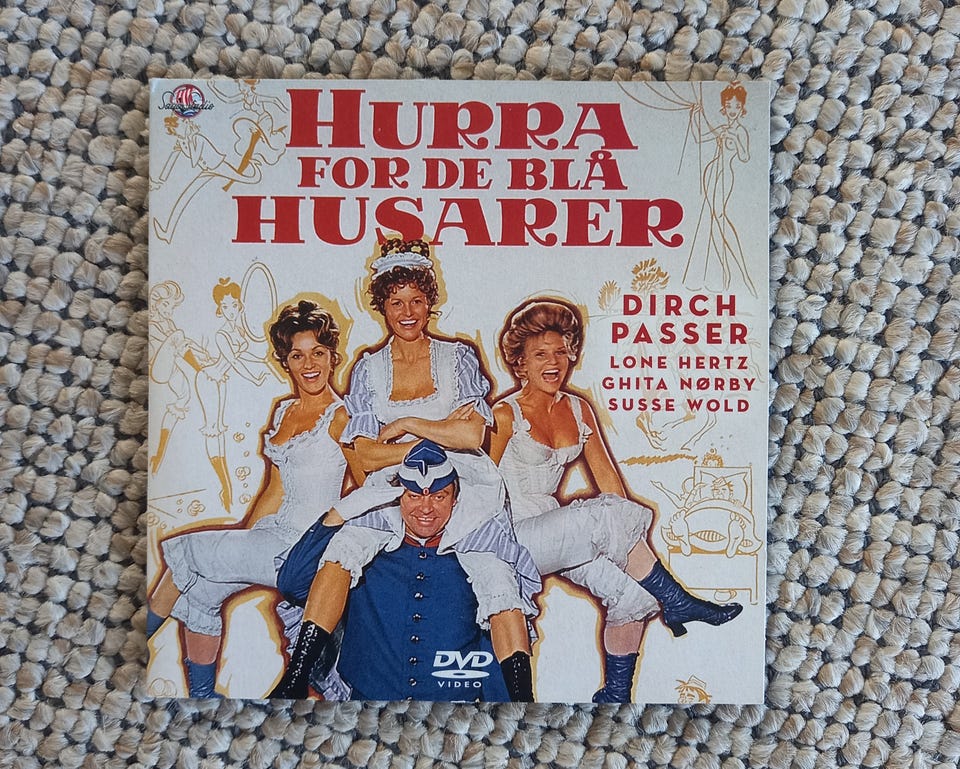 HURRA
FOR DE BLÅ
HUSARER
DIRCH
PASSER
LONE HERTZ
GHITA NØRBY
SUSSE WOLD
DVD
VIDEO